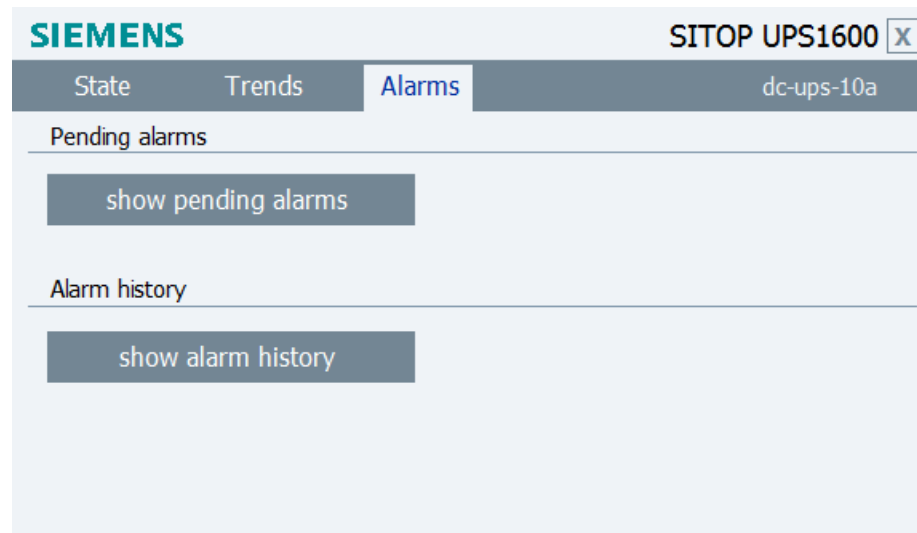 SIEMENS SITOP UPS1600 X
State Trends Alarms dc-ups-10a
Pending alarms
show pending alarms
Alarm history
show alarm history